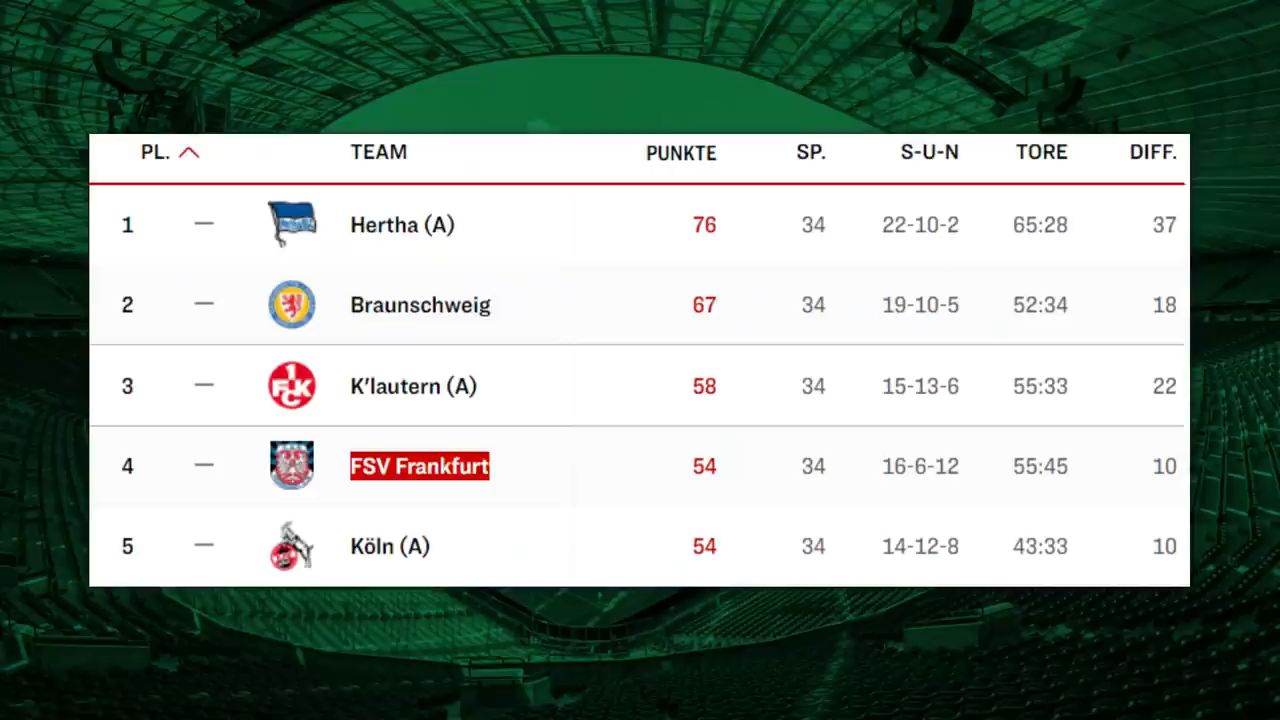 PL. TEAM PUNKTE SP. S-U-N TORE DIFF.
1 — Hertha (A) 76 34 22-10-2 65:28 37
2 — Braunschweig 67 34 19-10-5 52:34 18
3 — 1 FCK K'lautern (A) 58 34 15-13-6 55:33 22
4 — FSV Frankfurt 54 34 16-6-12 55:45 10
5 — Köln (A) 54 34 14-12-8 43:33 10